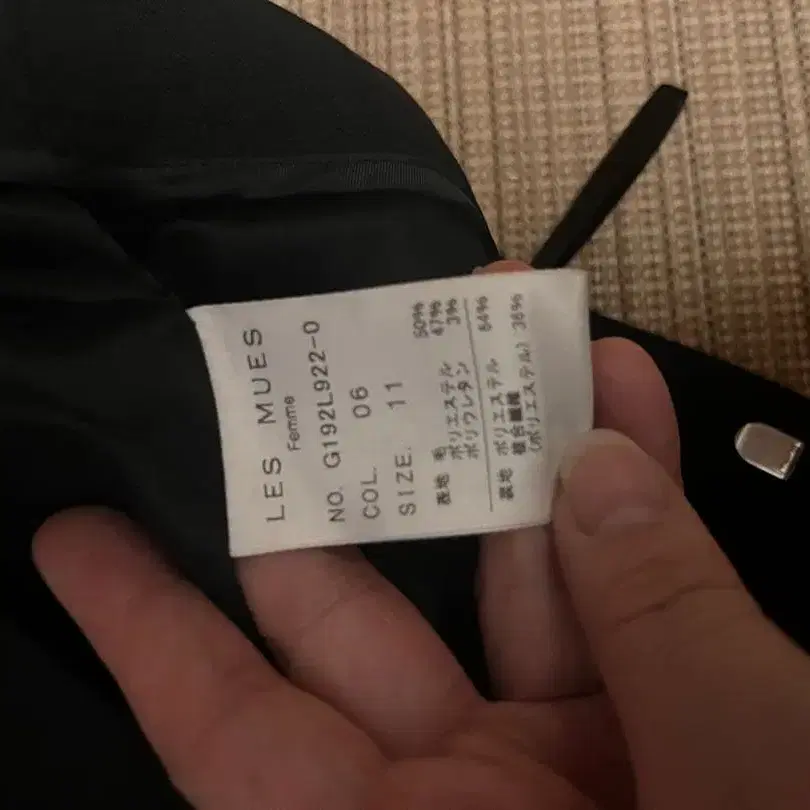 LES MUES
Femme
NO. G192L922-0
COL. 06
SIZE. 11
表地 毛 50%
ポリエステル 47%
ポリウレタン 3%
裏地 ポリエステル 64%
複合繊維 36%
(ポリエステル)